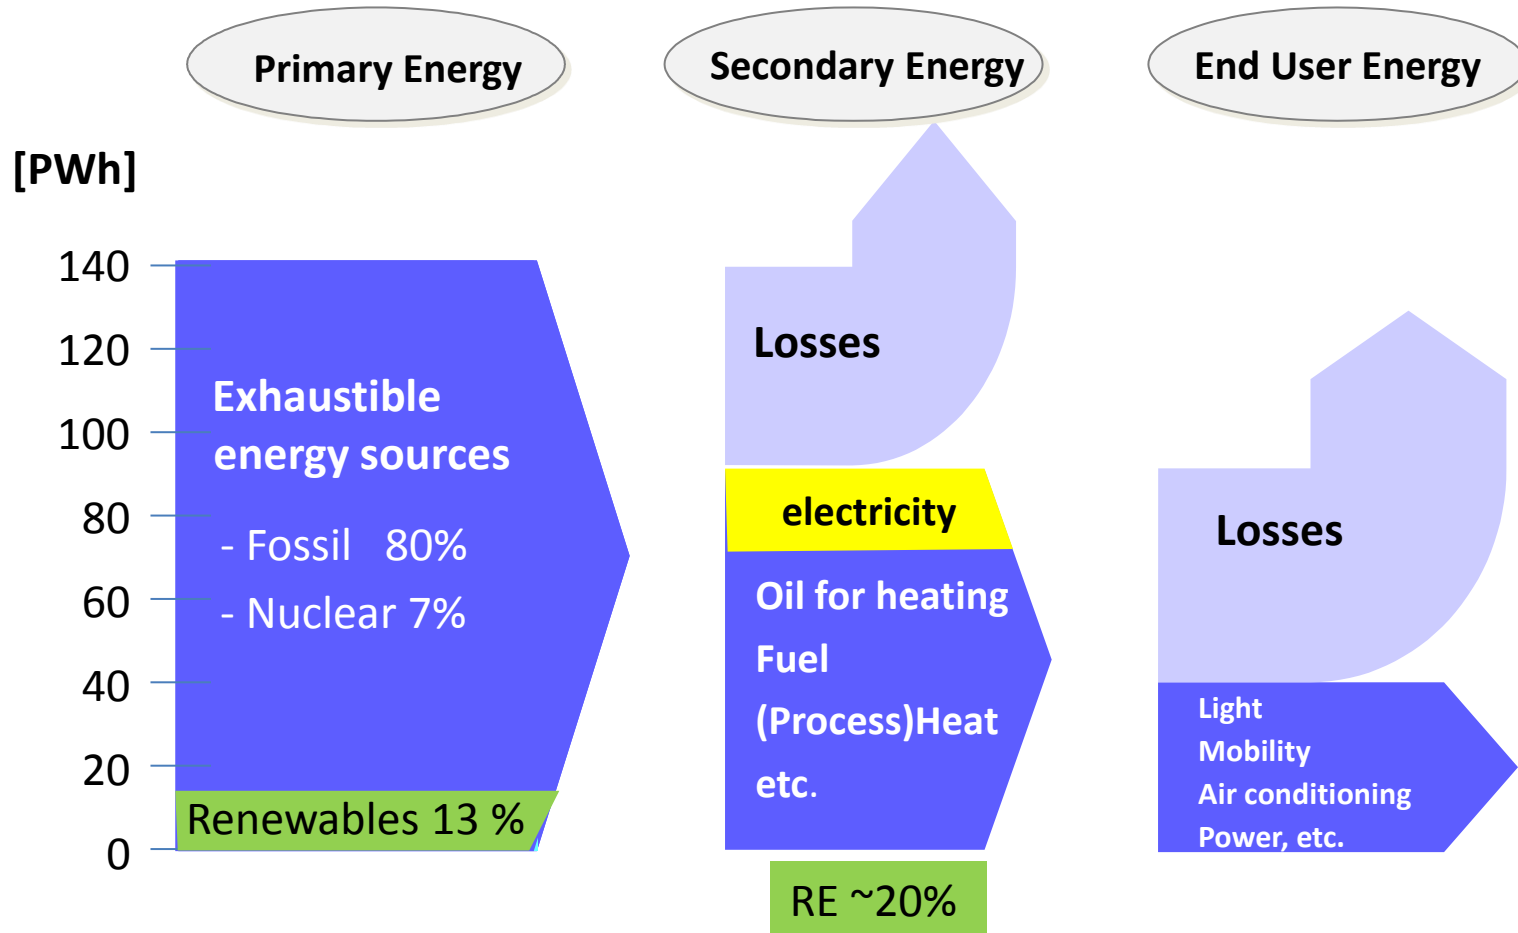 Primary Energy
Secondary Energy
End User Energy
[PWh]
140
120
100
80
60
40
20
0
Exhaustible
energy sources
- Fossil 80%
- Nuclear 7%
Renewables 13 %
Losses
electricity
Oil for heating
Fuel
(Process)Heat
etc.
RE ~20%
Losses
Light
Mobility
Air conditioning
Power, etc.